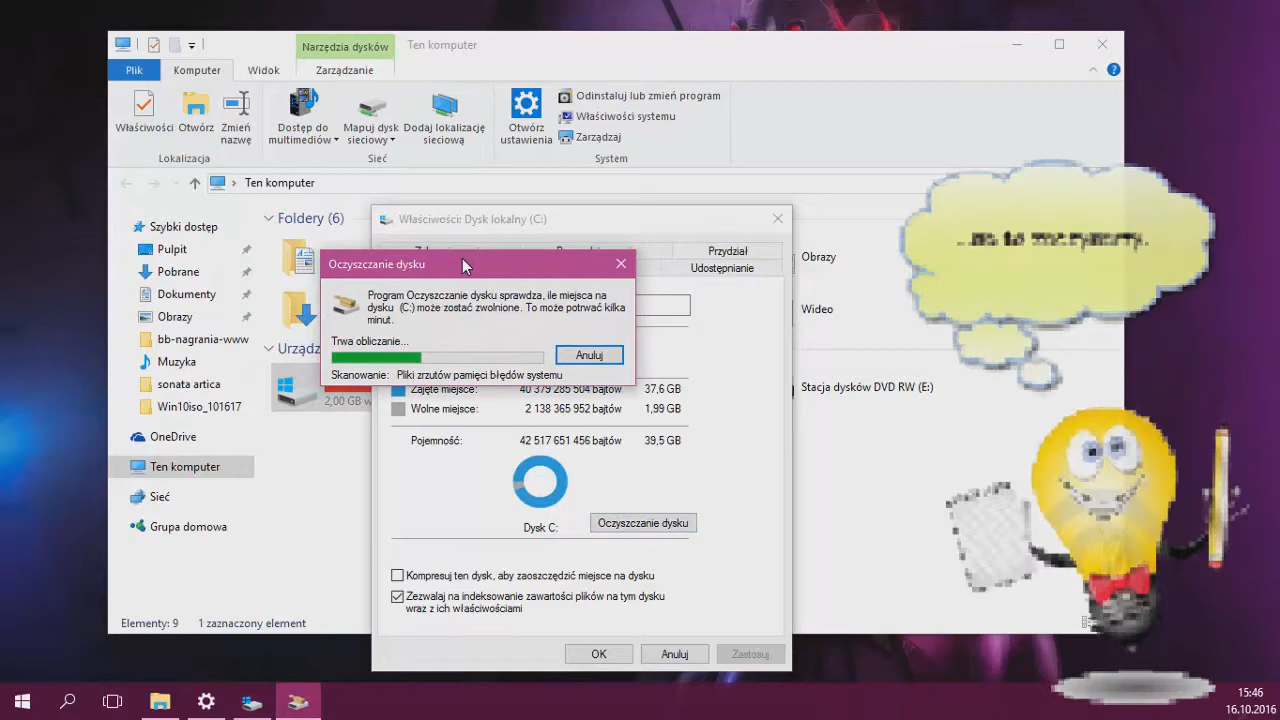 Narzędzia dysków
Ten komputer
Plik
Komputer
Widok
Zarządzanie
Właściwości
Otwórz
Zmień
nazwę
Lokalizacja
Dostęp do
multimediów
Mapuj dysk
sieciowy
Dodaj lokalizację
sieciową
Sieć
Otwórz
ustawienia
Odinstaluj lub zmień program
Właściwości systemu
Zarządzaj
System
Ten komputer
Szybki dostęp
Pulpit
Pobrane
Dokumenty
Obrazy
bb-nagrania-www
Muzyka
sonata artica
Win10iso_101617
OneDrive
Ten komputer
Sieć
Grupa domowa
Foldery (6)
Urządz
2,00 GB w
Obrazy
Wideo
Stacja dysków DVD RW (E:)
Właściwości: Dysk lokalny (C:)
Przydział
Udostępnianie
Oczyszczanie dysku
Program Oczyszczanie dysku sprawdza, ile miejsca na
dysku (C:) może zostać zwolnione. To może potrwać kilka
minut.
Trwa obliczanie...
Anuluj
Skanowanie: Pliki zrzutów pamięci błędów systemu
Zajęte miejsce: 40 379 285 504 bajtów 37,6 GB
Wolne miejsce: 2 138 365 952 bajtów 1,99 GB
Pojemność: 42 517 651 456 bajtów 39,5 GB
Dysk C:
Oczyszczanie dysku
Kompresuj ten dysk, aby zaoszczędzić miejsce na dysku
Zezwalaj na indeksowanie zawartości plików na tym dysku
wraz z ich właściwościami
OK
Anuluj
Zastosuj
Elementy: 9
1 zaznaczony element
15:46
16.10.2016